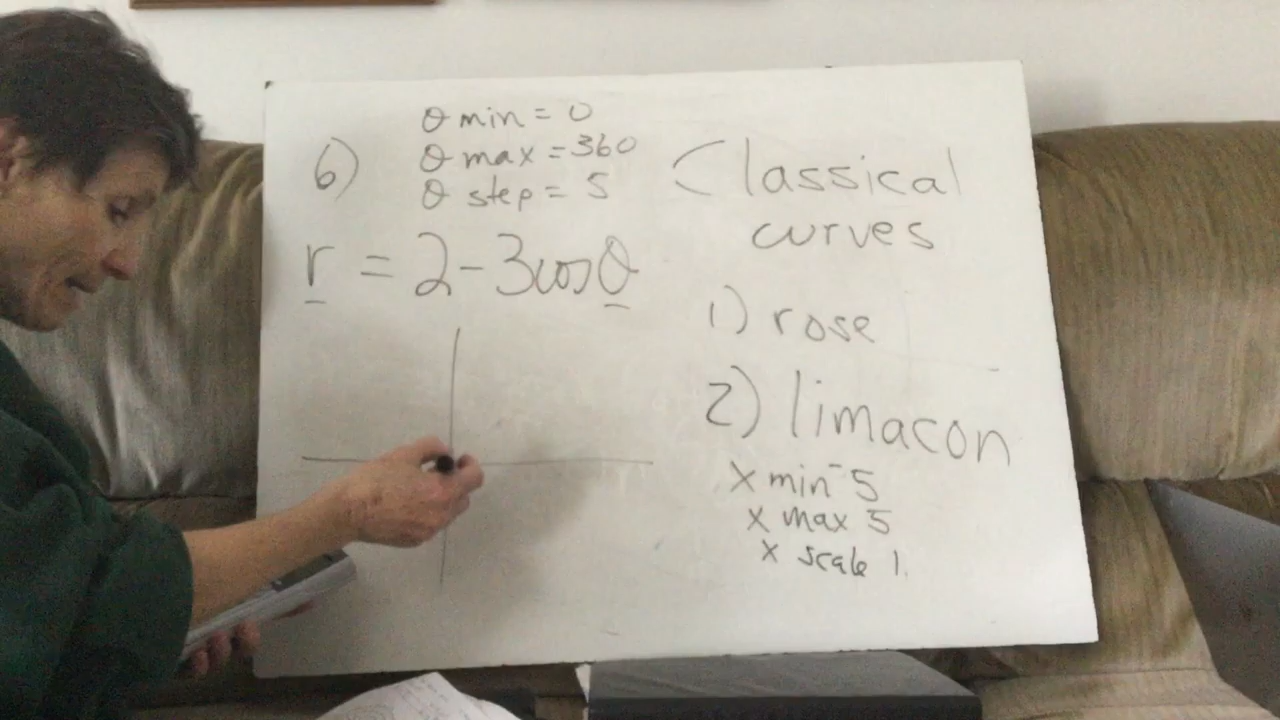 6)
θ min = 0
θ max = 360
θ step = 5
r = 2 - 3cosθ
Classical
curves
1) rose
2) limacon
x min -5
x max 5
x scale 1